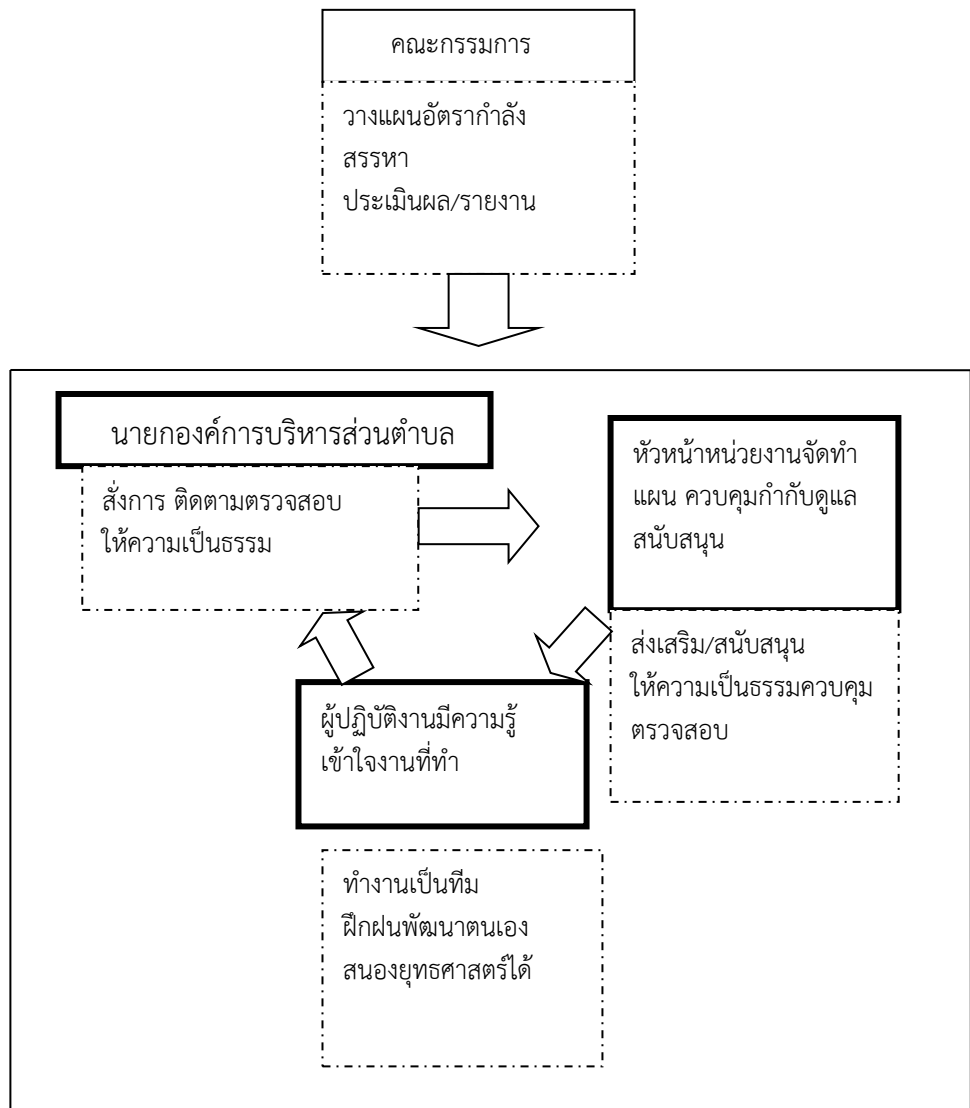 คณะกรรมการ
วางแผนอัตรากำลัง
สรรหา
ประเมินผล/รายงาน
นายกองค์การบริหารส่วนตำบล
สั่งการ ติดตามตรวจสอบ
ให้ความเป็นธรรม
หัวหน้าหน่วยงานจัดทำ
แผน ควบคุมกำกับดูแล
สนับสนุน
ส่งเสริม/สนับสนุน
ให้ความเป็นธรรมควบคุม
ตรวจสอบ
ผู้ปฏิบัติงานมีความรู้
เข้าใจงานที่ทำ
ทำงานเป็นทีม
ฝึกฝนพัฒนาตนเอง
สนองยุทธศาสตร์ได้